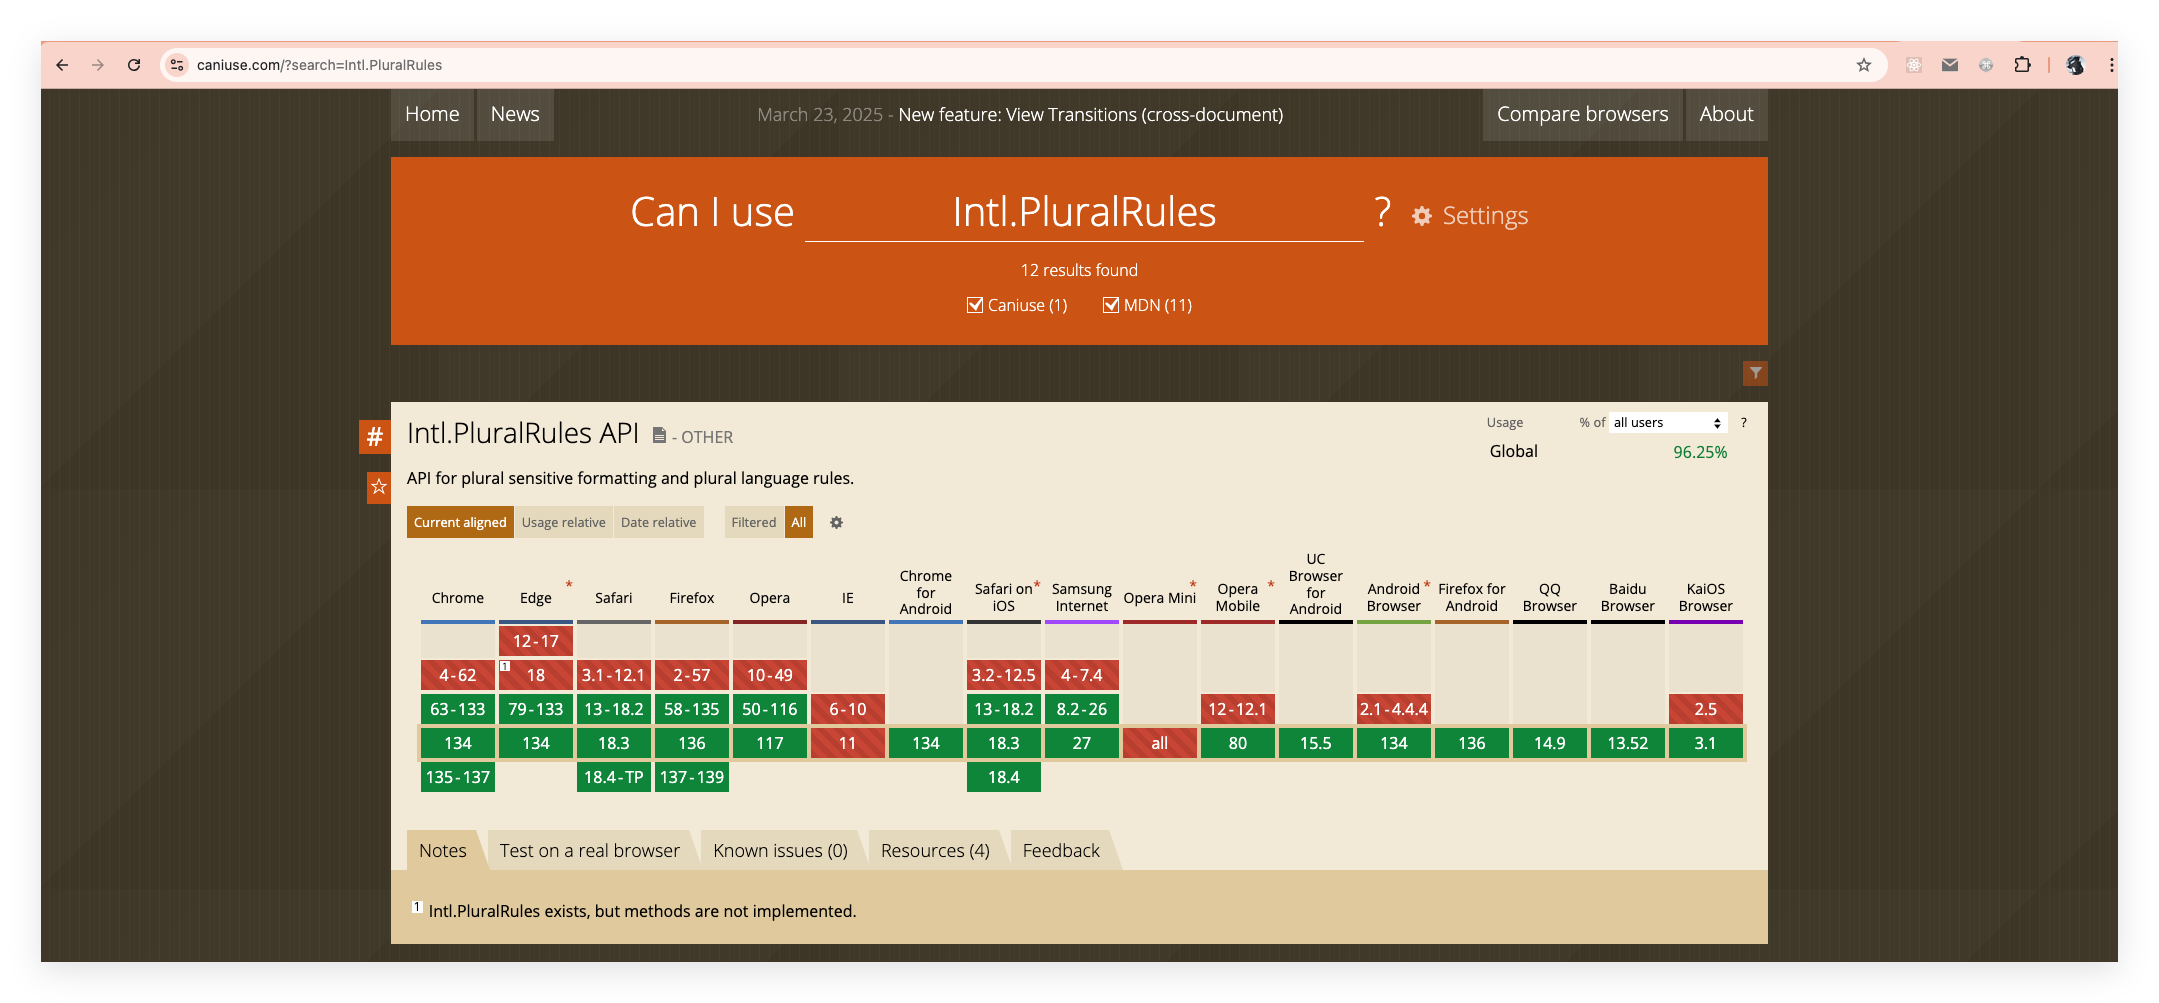 caniuse.com/?search=Intl.PluralRules
Home News March 23, 2025 - New feature: View Transitions (cross-document) Compare browsers About
Can I use Intl.PluralRules ? Settings
12 results found
Caniuse (1) MDN (11)
# Intl.PluralRules API - OTHER
Usage % of all users ?
Global 96.25%
API for plural sensitive formatting and plural language rules.
Current aligned Usage relative Date relative Filtered All
Chrome Edge * Safari Firefox Opera IE Chrome for Android Safari on iOS * Samsung Internet Opera Mini * Opera Mobile * UC Browser for Android Android Browser * Firefox for Android QQ Browser Baidu Browser KaiOS Browser
12-17
4-62 1 18 3.1-12.1 2-57 10-49 3.2-12.5 4-7.4
63-133 79-133 13-18.2 58-135 50-116 6-10 13-18.2 8.2-26 12-12.1 2.1-4.4.4 2.5
134 134 18.3 136 117 11 134 18.3 27 all 80 15.5 134 136 14.9 13.52 3.1
135-137 18.4-TP 137-139 18.4
Notes Test on a real browser Known issues (0) Resources (4) Feedback
1 Intl.PluralRules exists, but methods are not implemented.